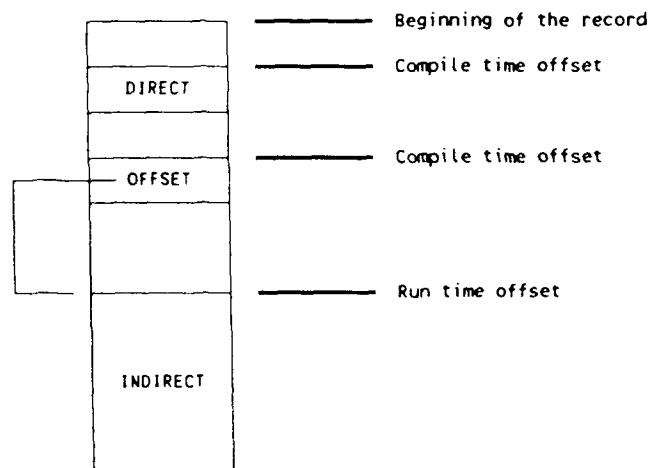 Beginning of the record
Compile time offset
DIRECT
Compile time offset
OFFSET
Run time offset
INDIRECT